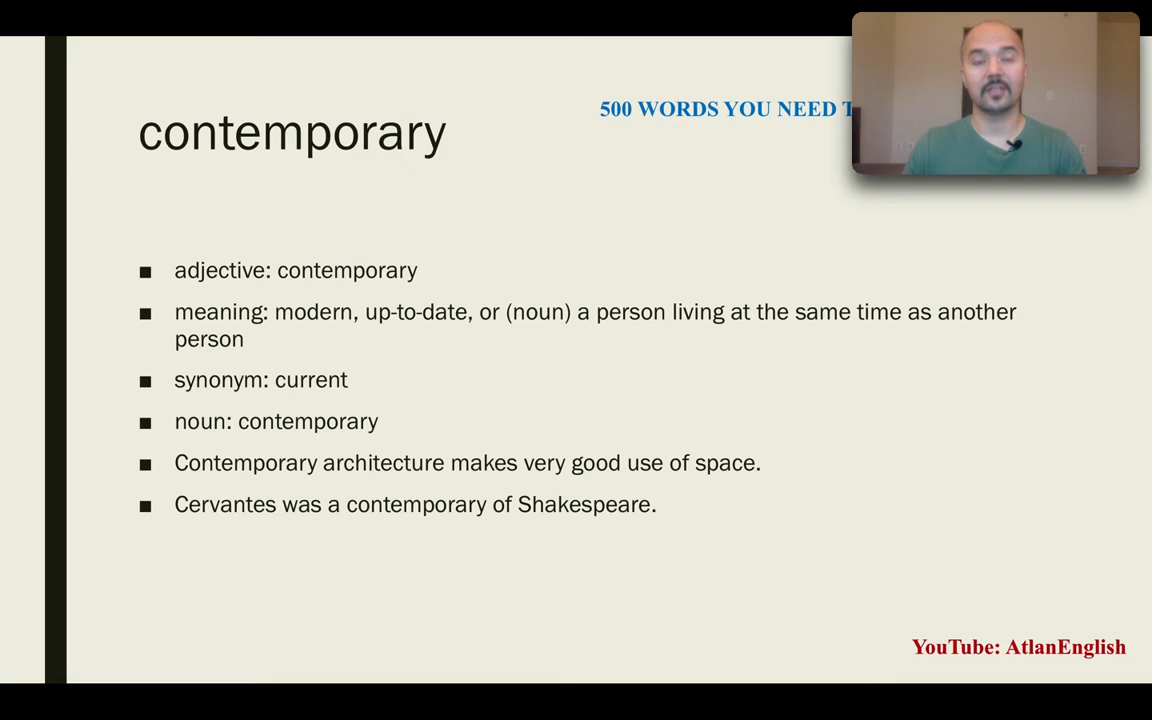 500 WORDS YOU NEED
contemporary
■ adjective: contemporary
■ meaning: modern, up-to-date, or (noun) a person living at the same time as another
person
■ synonym: current
■ noun: contemporary
■ Contemporary architecture makes very good use of space.
■ Cervantes was a contemporary of Shakespeare.
YouTube: AtlanEnglish